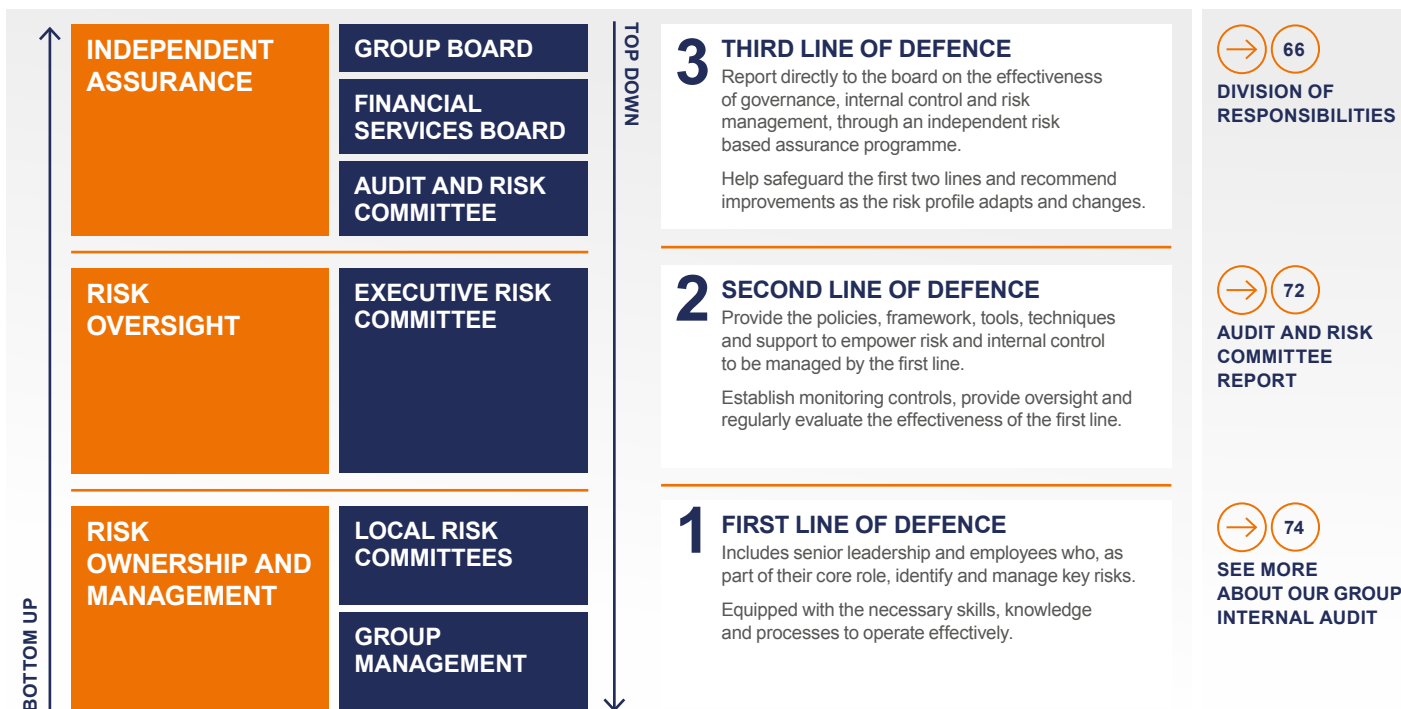 INDEPENDENT
ASSURANCE
GROUP BOARD
FINANCIAL
SERVICES BOARD
AUDIT AND RISK
COMMITTEE
TOP DOWN
3
THIRD LINE OF DEFENCE
Report directly to the board on the effectiveness
of governance, internal control and risk
management, through an independent risk
based assurance programme.
Help safeguard the first two lines and recommend
improvements as the risk profile adapts and changes.
66
DIVISION OF
RESPONSIBILITIES
RISK
OVERSIGHT
EXECUTIVE RISK
COMMITTEE
2
SECOND LINE OF DEFENCE
Provide the policies, framework, tools, techniques
and support to empower risk and internal control
to be managed by the first line.
Establish monitoring controls, provide oversight and
regularly evaluate the effectiveness of the first line.
72
AUDIT AND RISK
COMMITTEE
REPORT
BOTTOM UP
RISK
OWNERSHIP AND
MANAGEMENT
LOCAL RISK
COMMITTEES
GROUP
MANAGEMENT
1
FIRST LINE OF DEFENCE
Includes senior leadership and employees who, as
part of their core role, identify and manage key risks.
Equipped with the necessary skills, knowledge
and processes to operate effectively.
74
SEE MORE
ABOUT OUR GROUP
INTERNAL AUDIT